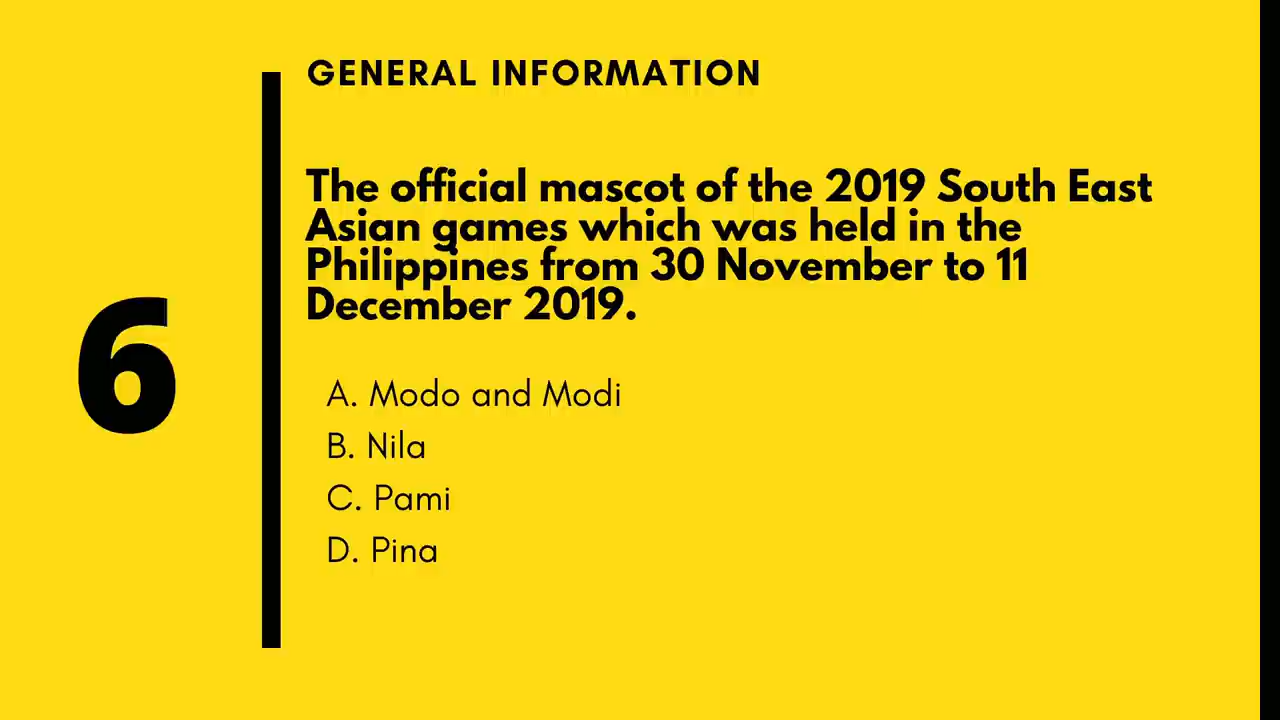 GENERAL INFORMATION
The official mascot of the 2019 South East
Asian games which was held in the
Philippines from 30 November to 11
December 2019.
6
A. Modo and Modi
B. Nila
C. Pami
D. Pina